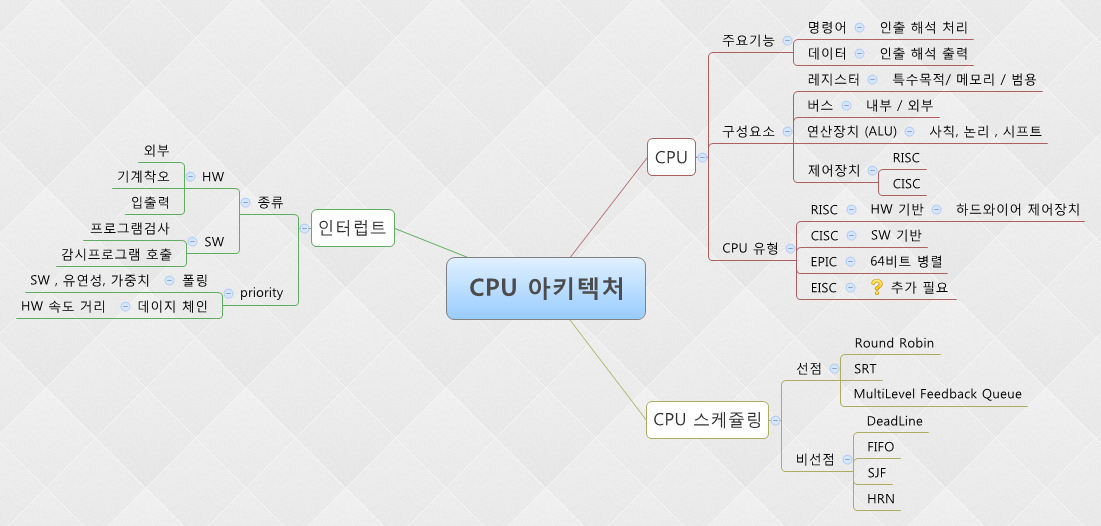 CPU 아키텍처
CPU
주요기능
명령어
인출 해석 처리
데이터
인출 해석 출력
구성요소
레지스터
특수목적/ 메모리 / 범용
버스
내부 / 외부
연산장치 (ALU)
사칙, 논리 , 시프트
제어장치
RISC
CISC
CPU 유형
RISC
HW 기반
하드와이어 제어장치
CISC
SW 기반
EPIC
64비트 병렬
EISC
? 추가 필요
CPU 스케쥴링
선점
Round Robin
SRT
MultiLevel Feedback Queue
비선점
DeadLine
FIFO
SJF
HRN
인터럽트
종류
HW
외부
기계착오
입출력
SW
프로그램검사
감시프로그램 호출
priority
폴링
SW , 유연성, 가중치
데이지 체인
HW 속도 거리